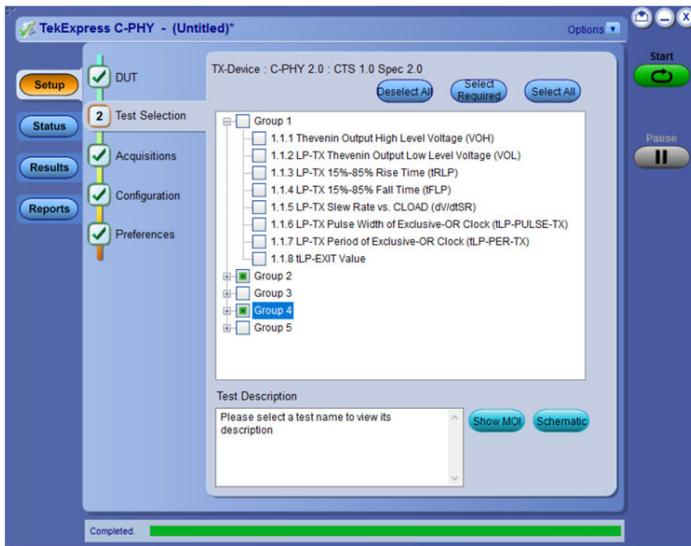 TekExpress C-PHY - (Untitled)*
Options
Start
Pause
Setup
Status
Results
Reports
DUT
2 Test Selection
Acquisitions
Configuration
Preferences
TX-Device : C-PHY 2.0 : CTS 1.0 Spec 2.0
Deselect All
Select Required
Select All
Group 1
1.1.1 Thevenin Output High Level Voltage (VOH)
1.1.2 LP-TX Thevenin Output Low Level Voltage (VOL)
1.1.3 LP-TX 15%-85% Rise Time (tRLP)
1.1.4 LP-TX 15%-85% Fall Time (tFLP)
1.1.5 LP-TX Slew Rate vs. CLOAD (dV/dtSR)
1.1.6 LP-TX Pulse Width of Exclusive-OR Clock (tLP-PULSE-TX)
1.1.7 LP-TX Period of Exclusive-OR Clock (tLP-PER-TX)
1.1.8 tLP-EXIT Value
Group 2
Group 3
Group 4
Group 5
Test Description
Please select a test name to view its
description
Show MOI
Schematic
Completed.